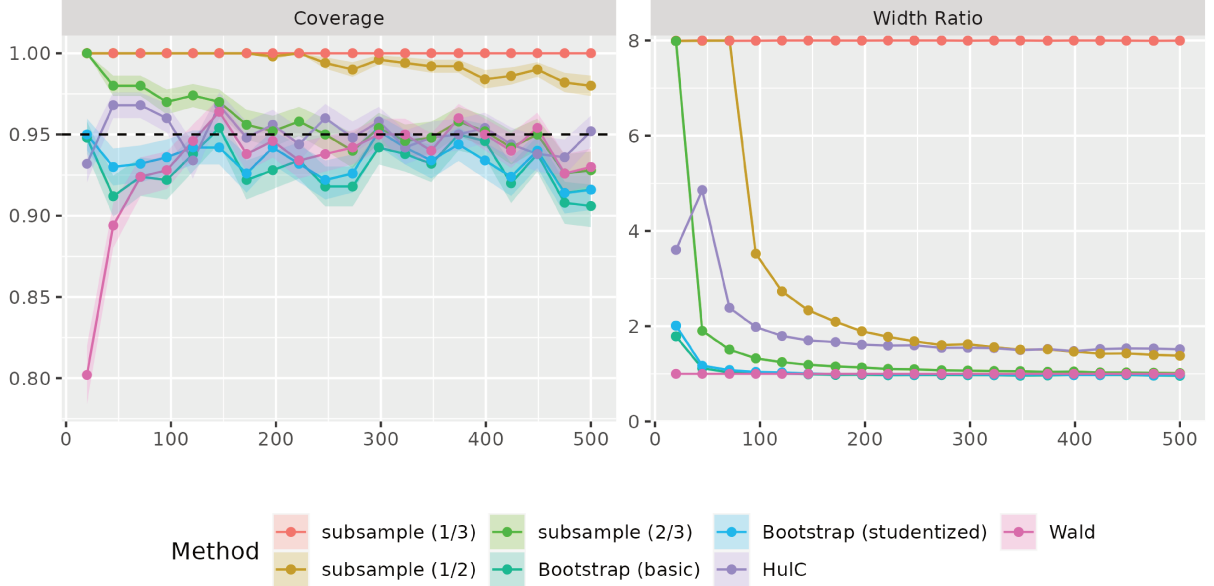 Coverage Width Ratio
1.00
0.95
0.90
0.85
0.80
0 100 200 300 400 500
8
6
4
2
0
0 100 200 300 400 500
Method
subsample (1/3) subsample (2/3) Bootstrap (studentized) Wald
subsample (1/2) Bootstrap (basic) HulC